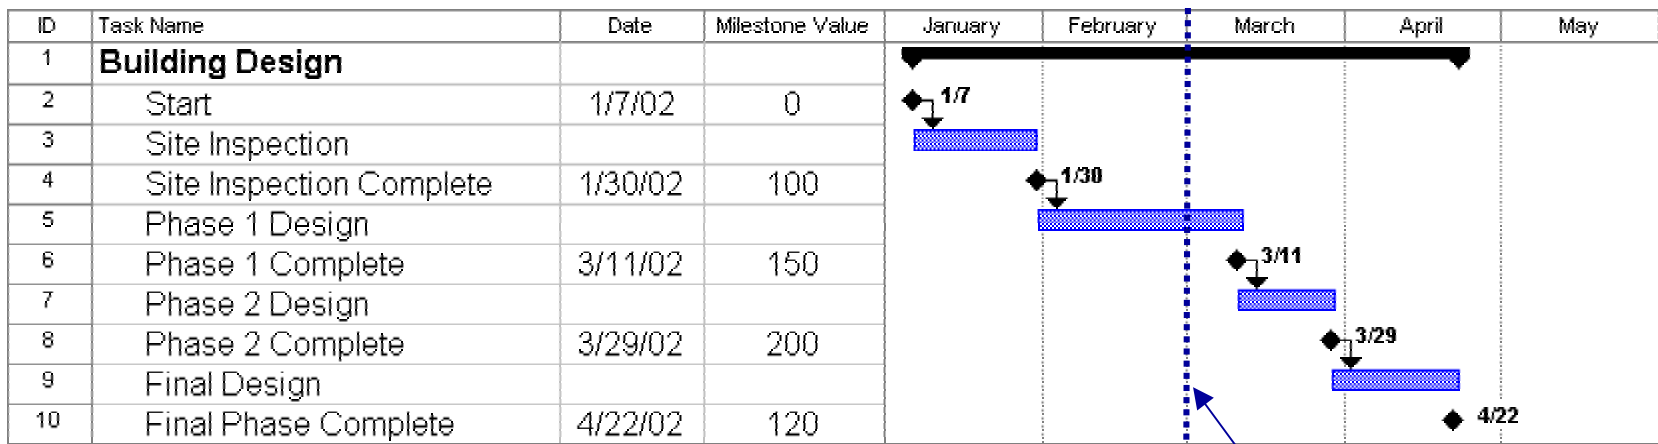 ID Task Name Date Milestone Value January February March April May
1 Building Design
2 Start 1/7/02 0 1/7
3 Site Inspection
4 Site Inspection Complete 1/30/02 100 1/30
5 Phase 1 Design
6 Phase 1 Complete 3/11/02 150 3/11
7 Phase 2 Design
8 Phase 2 Complete 3/29/02 200 3/29
9 Final Design
10 Final Phase Complete 4/22/02 120 4/22